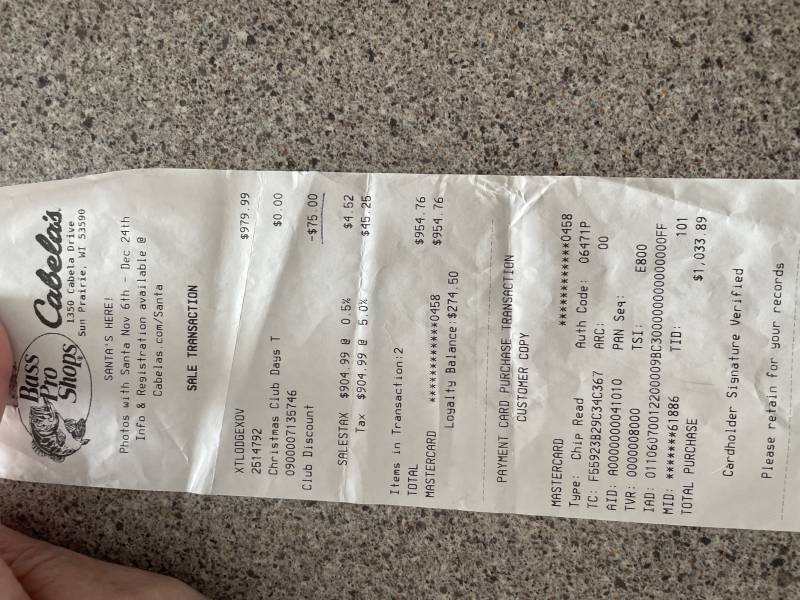 Bass Pro Shops Cabela's
1350 Cabela Drive
Sun Prairie, WI 53590
SANTA'S HERE!
Photos with Santa Nov 6th - Dec 24th
Info & Registration available @
Cabelas.com/Santa
SALE TRANSACTION
XTLODGEXOV $979.99
2514792
Christmas Club Days T $0.00
0900007135746
Club Discount -$75.00
SALESTAX $904.99 @ 0.5% $4.52
Tax $904.99 @ 5.0% $45.25
Items in Transaction:2
TOTAL $954.76
MASTERCARD $954.76
************0458
Loyalty Balance:$274.50
PAYMENT CARD PURCHASE TRANSACTION
CUSTOMER COPY
MASTERCARD ************0458
Type: Chip Read Auth Code: 06471P
TC: F55923B29C34C367 ARC: 00
AID: A0000000041010 PAN Seq:
TVR: 0000008000 TSI: E800
IAD: 0110607001220009BC300000000000000FF
MID: *******61886 TID: 101
TOTAL PURCHASE $1,033.89
Cardholder Signature Verified
Please retain for your records